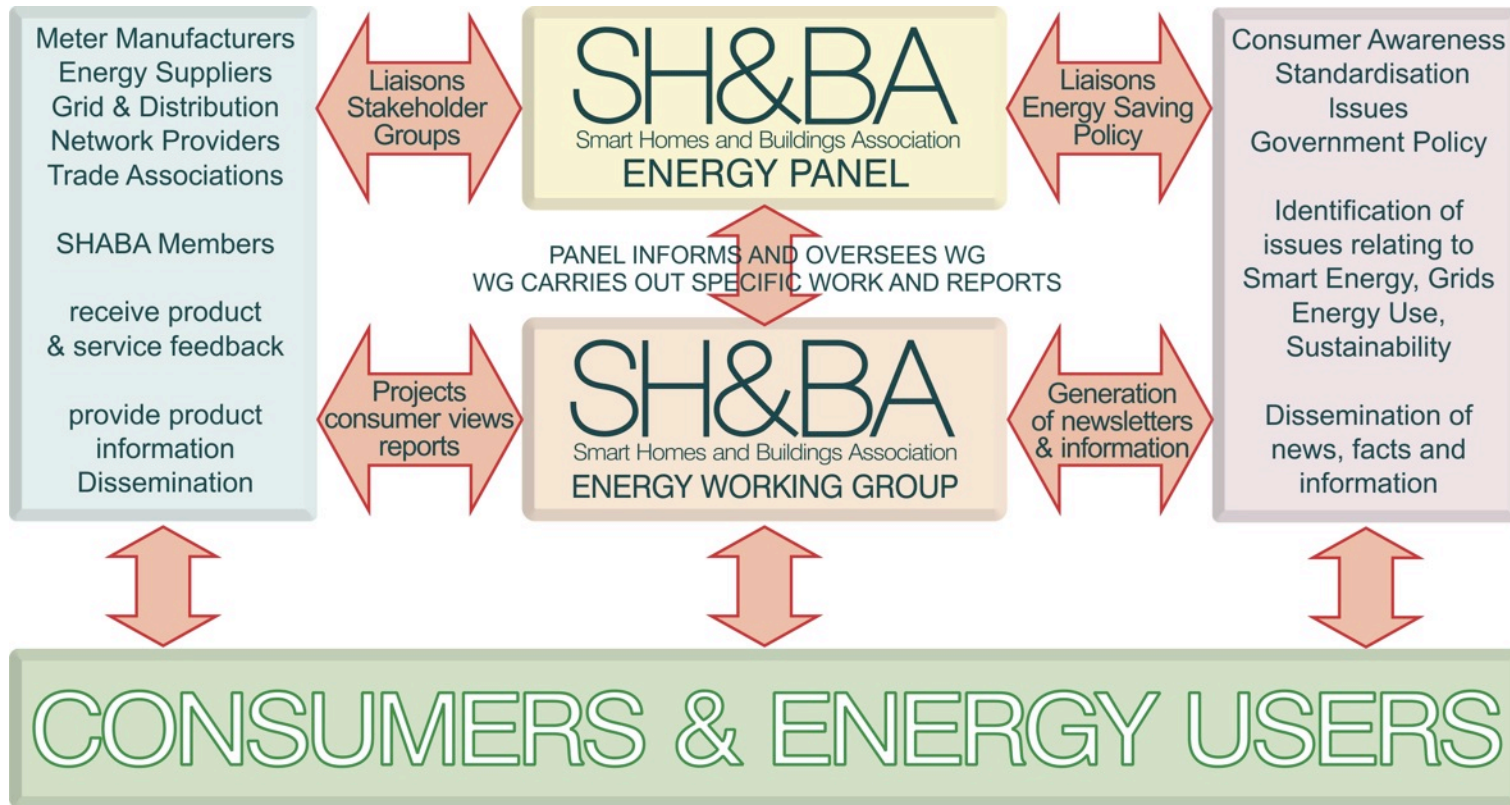 Meter Manufacturers
Energy Suppliers
Grid & Distribution
Network Providers
Trade Associations
SHABA Members
receive product
& service feedback
provide product
information
Dissemination
Liaisons
Stakeholder
Groups
SH&BA
Smart Homes and Buildings Association
ENERGY PANEL
Liaisons
Energy Saving
Policy
Consumer Awareness
Standardisation
Issues
Government Policy
Identification of
issues relating to
Smart Energy, Grids
Energy Use,
Sustainability
Dissemination of
news, facts and
information
PANEL INFORMS AND OVERSEES WG
WG CARRIES OUT SPECIFIC WORK AND REPORTS
Projects
consumer views
reports
SH&BA
Smart Homes and Buildings Association
ENERGY WORKING GROUP
Generation
of newsletters
& information
CONSUMERS & ENERGY USERS